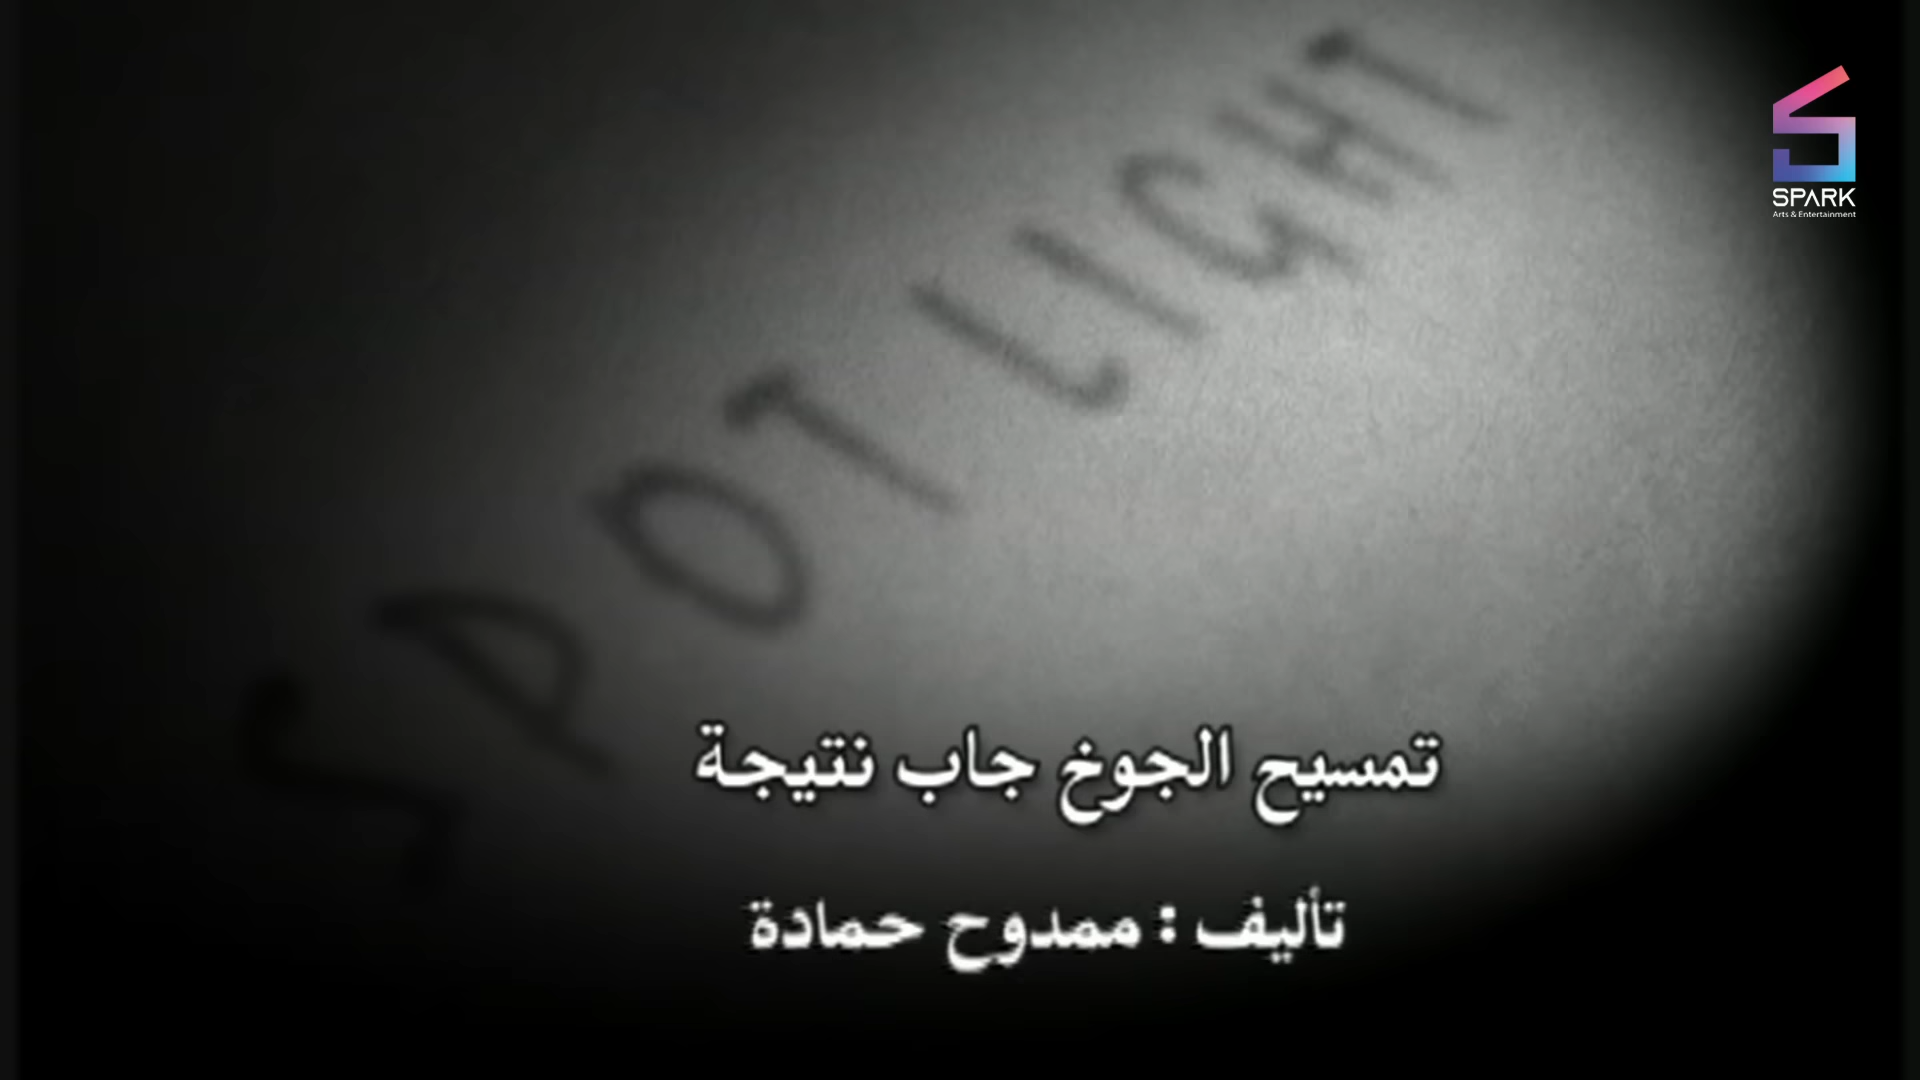 SPOTLIGHT
SPARK
Arts & Entertainment
تمسيح الجوخ جاب نتيجة
تأليف : ممدوح حمادة